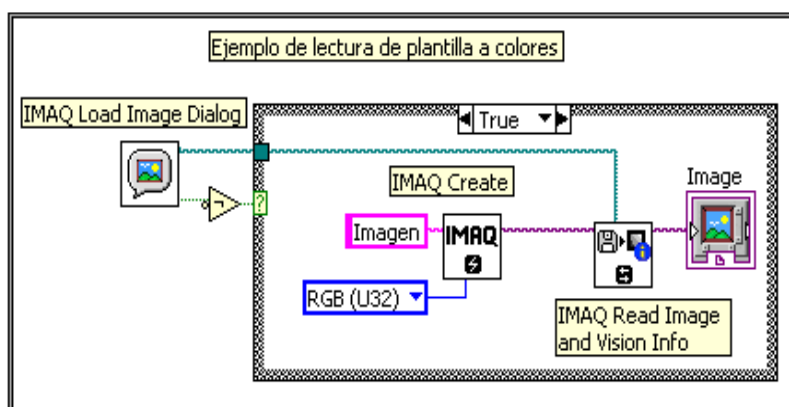 Ejemplo de lectura de plantilla a colores
IMAQ Load Image Dialog
True
?
IMAQ Create
Image
Imagen
IMAQ
RGB (U32)
IMAQ Read Image
and Vision Info